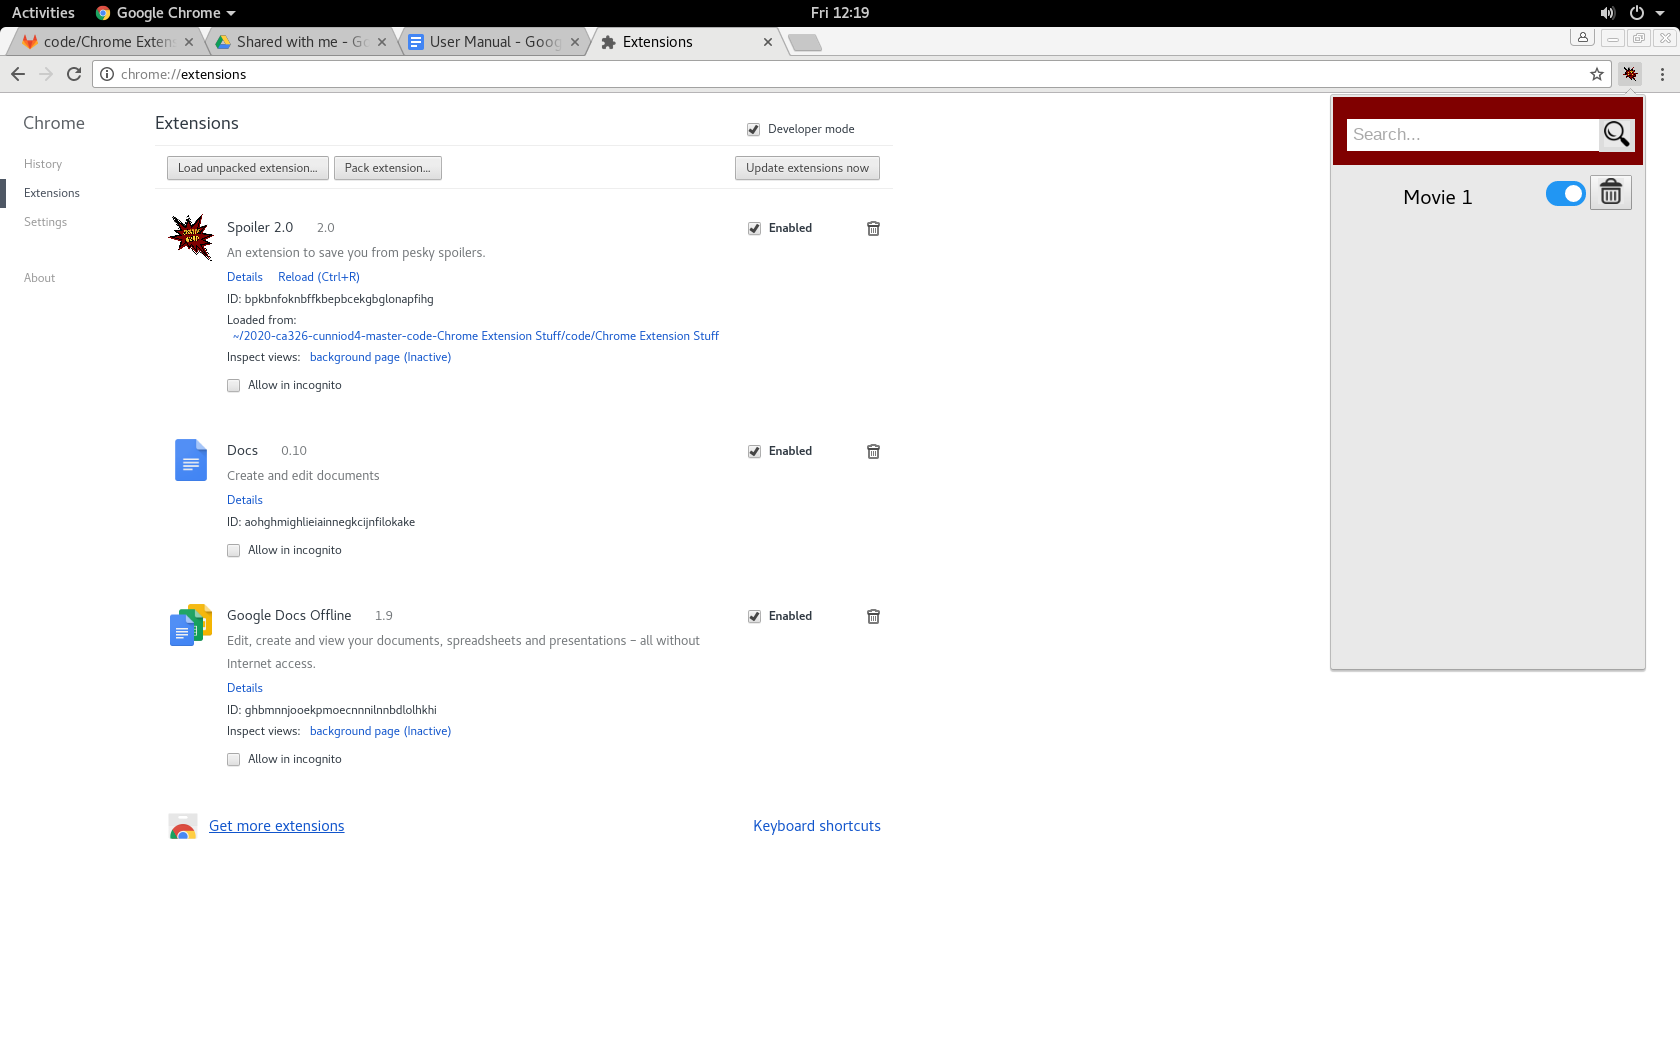 Activities Google Chrome Fri 12:19
code/Chrome Exten Shared with me - Go User Manual - Goog Extensions
chrome://extensions
Chrome
History
Extensions
Settings
About
Extensions
Developer mode
Load unpacked extension... Pack extension... Update extensions now
Spoiler 2.0 2.0 Enabled
An extension to save you from pesky spoilers.
Details Reload (Ctrl+R)
ID: bpkbnfoknbffkbepbcekgbglonapfihg
Loaded from:
~/2020-ca326-cunniod4-master-code-Chrome Extension Stuff/code/Chrome Extension Stuff
Inspect views: background page (Inactive)
Allow in incognito
Docs 0.10 Enabled
Create and edit documents
Details
ID: aohghmighlieiainnegkcijnfilokake
Allow in incognito
Google Docs Offline 1.9 Enabled
Edit, create and view your documents, spreadsheets and presentations – all without
Internet access.
Details
ID: ghbmnnjooekpmoecnnnilnnbdlolhkhi
Inspect views: background page (Inactive)
Allow in incognito
Get more extensions Keyboard shortcuts
Search...
Movie 1